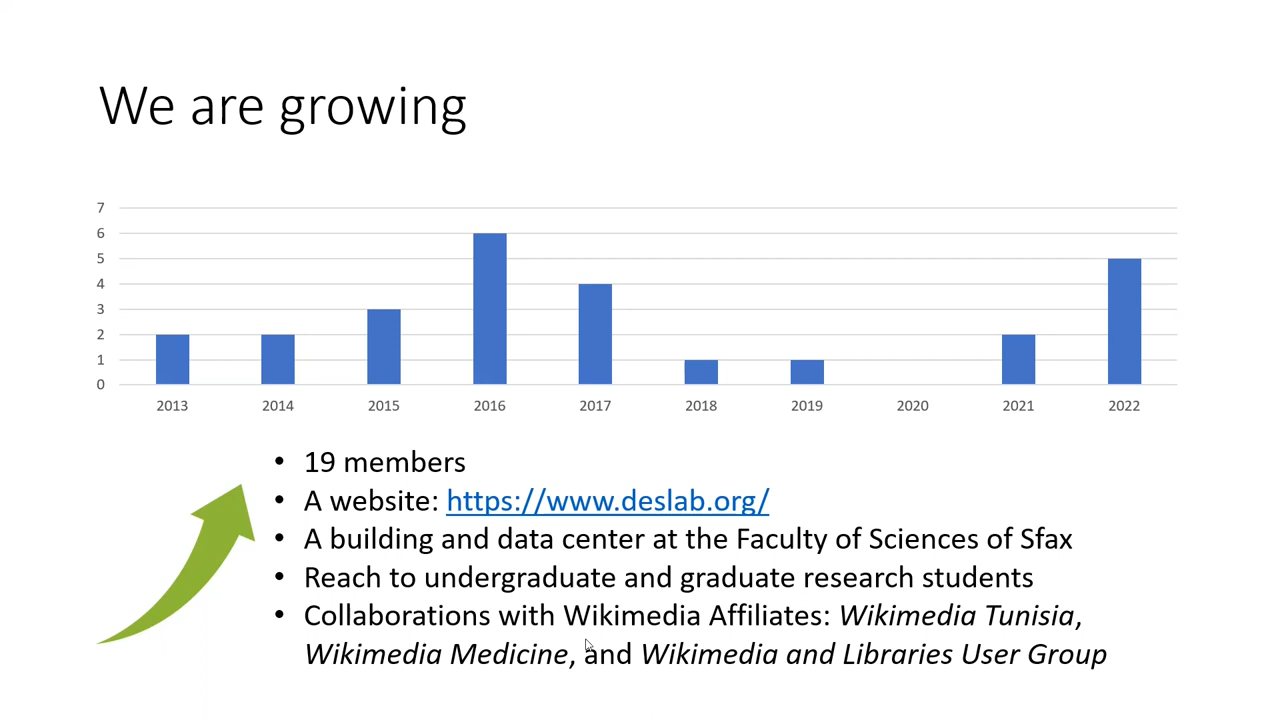 We are growing
7
6
5
4
3
2
1
0
2013 2014 2015 2016 2017 2018 2019 2020 2021 2022
• 19 members
• A website: https://www.deslab.org/
• A building and data center at the Faculty of Sciences of Sfax
• Reach to undergraduate and graduate research students
• Collaborations with Wikimedia Affiliates: Wikimedia Tunisia,
Wikimedia Medicine, and Wikimedia and Libraries User Group